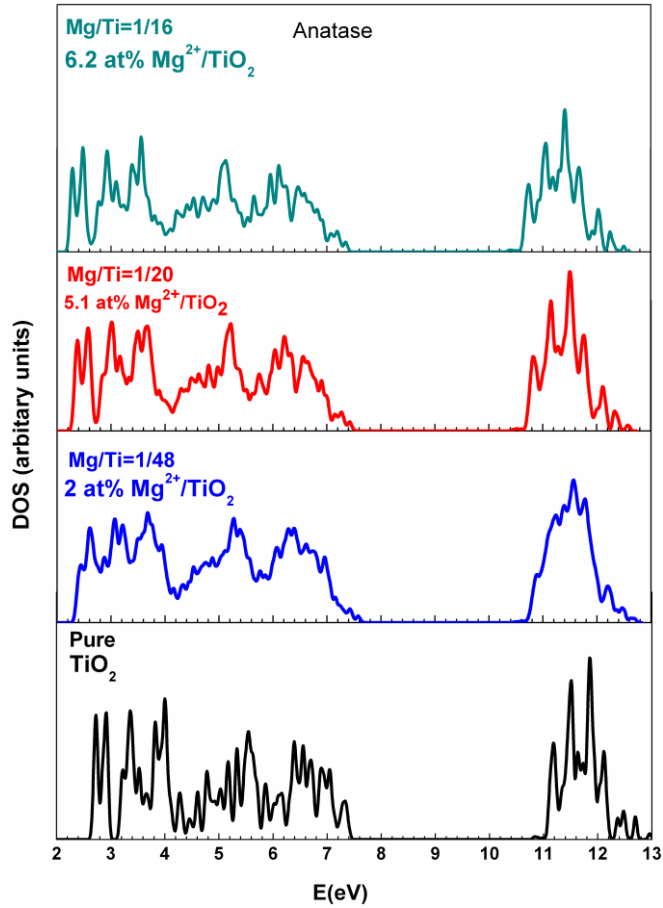 Mg/Ti=1/16
Anatase
6.2 at% Mg²⁺/TiO₂
Mg/Ti=1/20
5.1 at% Mg²⁺/TiO₂
Mg/Ti=1/48
2 at% Mg²⁺/TiO₂
Pure
TiO₂
DOS (arbitary units)
2 3 4 5 6 7 8 9 10 11 12 13
E(eV)